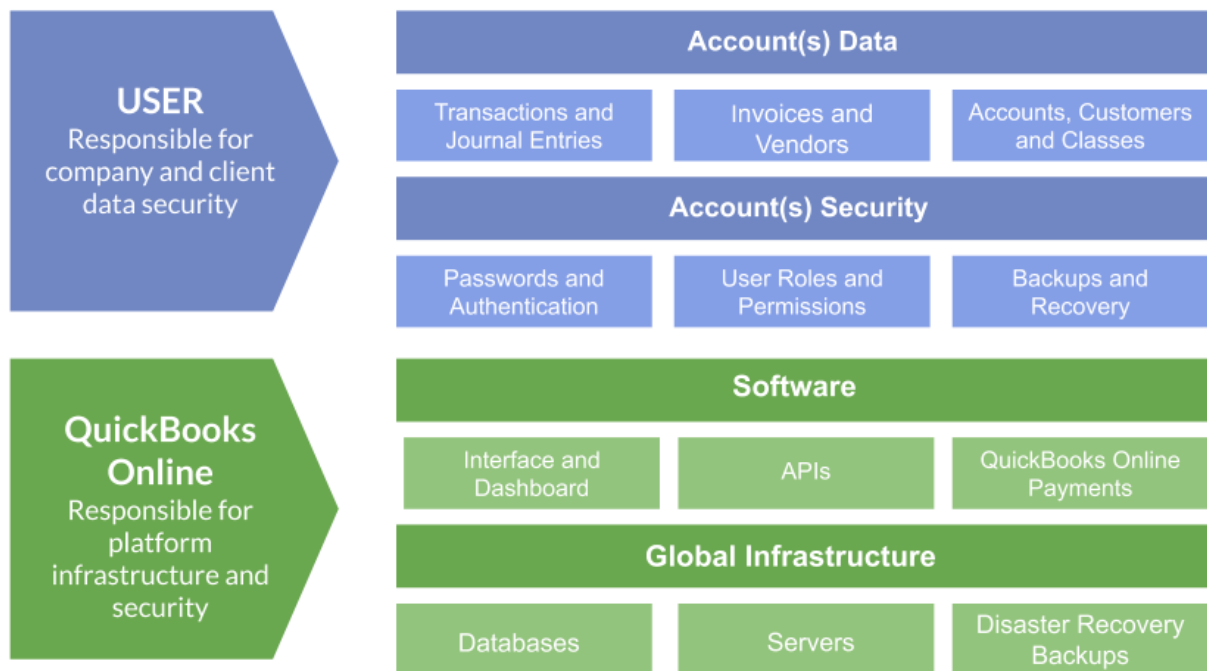 USER
Responsible for
company and client
data security
Account(s) Data
Transactions and
Journal Entries
Invoices and
Vendors
Accounts, Customers
and Classes
Account(s) Security
Passwords and
Authentication
User Roles and
Permissions
Backups and
Recovery
QuickBooks
Online
Responsible for
platform
infrastructure and
security
Software
Interface and
Dashboard
APIs
QuickBooks Online
Payments
Global Infrastructure
Databases
Servers
Disaster Recovery
Backups